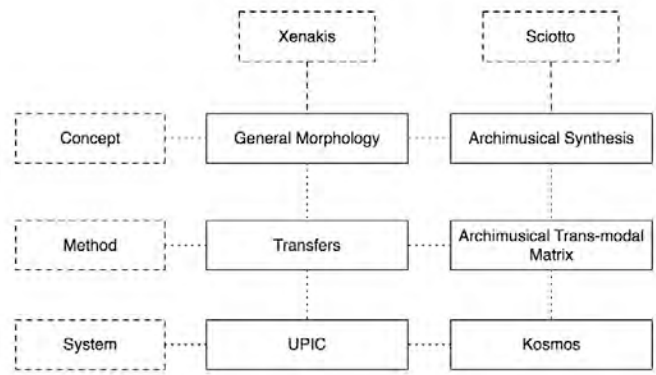 Xenakis
Sciotto
Concept
General Morphology
Archimusical Synthesis
Method
Transfers
Archimusical Trans-modal
Matrix
System
UPIC
Kosmos